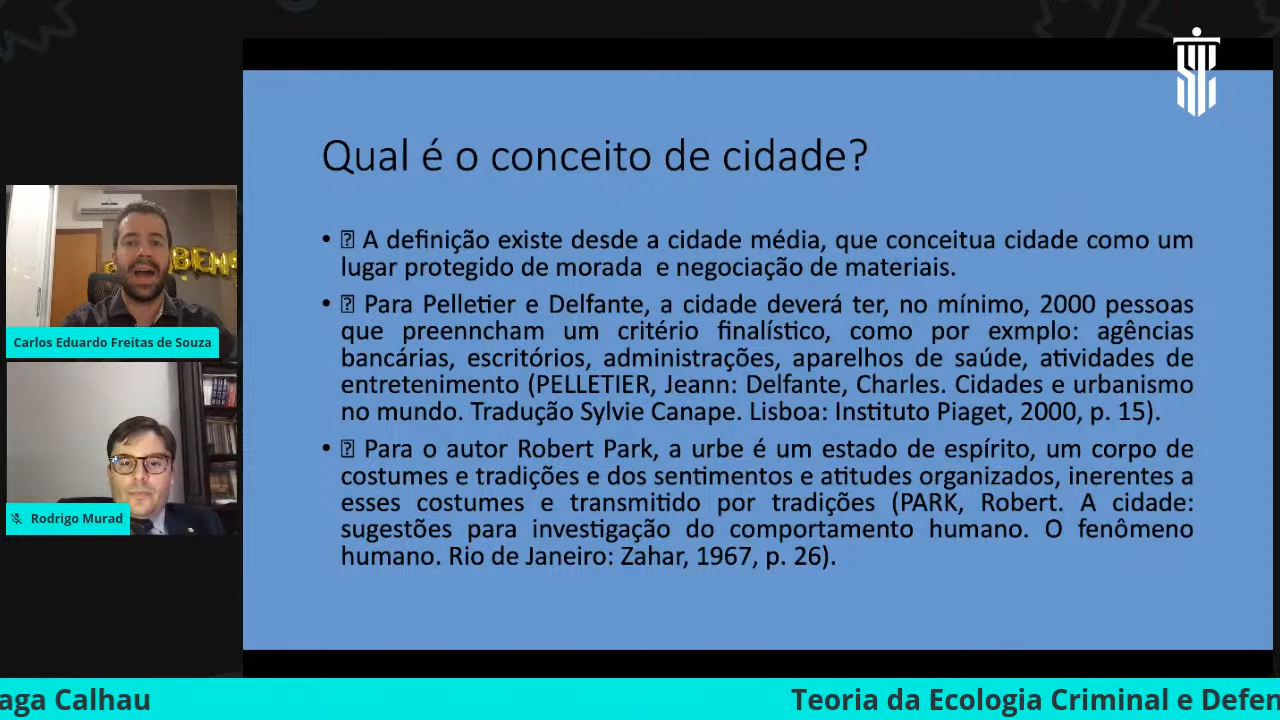 Qual é o conceito de cidade?
• A definição existe desde a cidade média, que conceitua cidade como um
lugar protegido de morada e negociação de materiais.
• Para Pelletier e Delfante, a cidade deverá ter, no mínimo, 2000 pessoas
que preenncham um critério finalístico, como por exmplo: agências
bancárias, escritórios, administrações, aparelhos de saúde, atividades de
entretenimento (PELLETIER, Jeann: Delfante, Charles. Cidades e urbanismo
no mundo. Tradução Sylvie Canape. Lisboa: Instituto Piaget, 2000, p. 15).
• Para o autor Robert Park, a urbe é um estado de espírito, um corpo de
costumes e tradições e dos sentimentos e atitudes organizados, inerentes a
esses costumes e transmitido por tradições (PARK, Robert. A cidade:
sugestões para investigação do comportamento humano. O fenômeno
humano. Rio de Janeiro: Zahar, 1967, p. 26).
BIEN
Carlos Eduardo Freitas de Souza
Rodrigo Murad
aga Calhau
Teoria da Ecologia Criminal e Defen